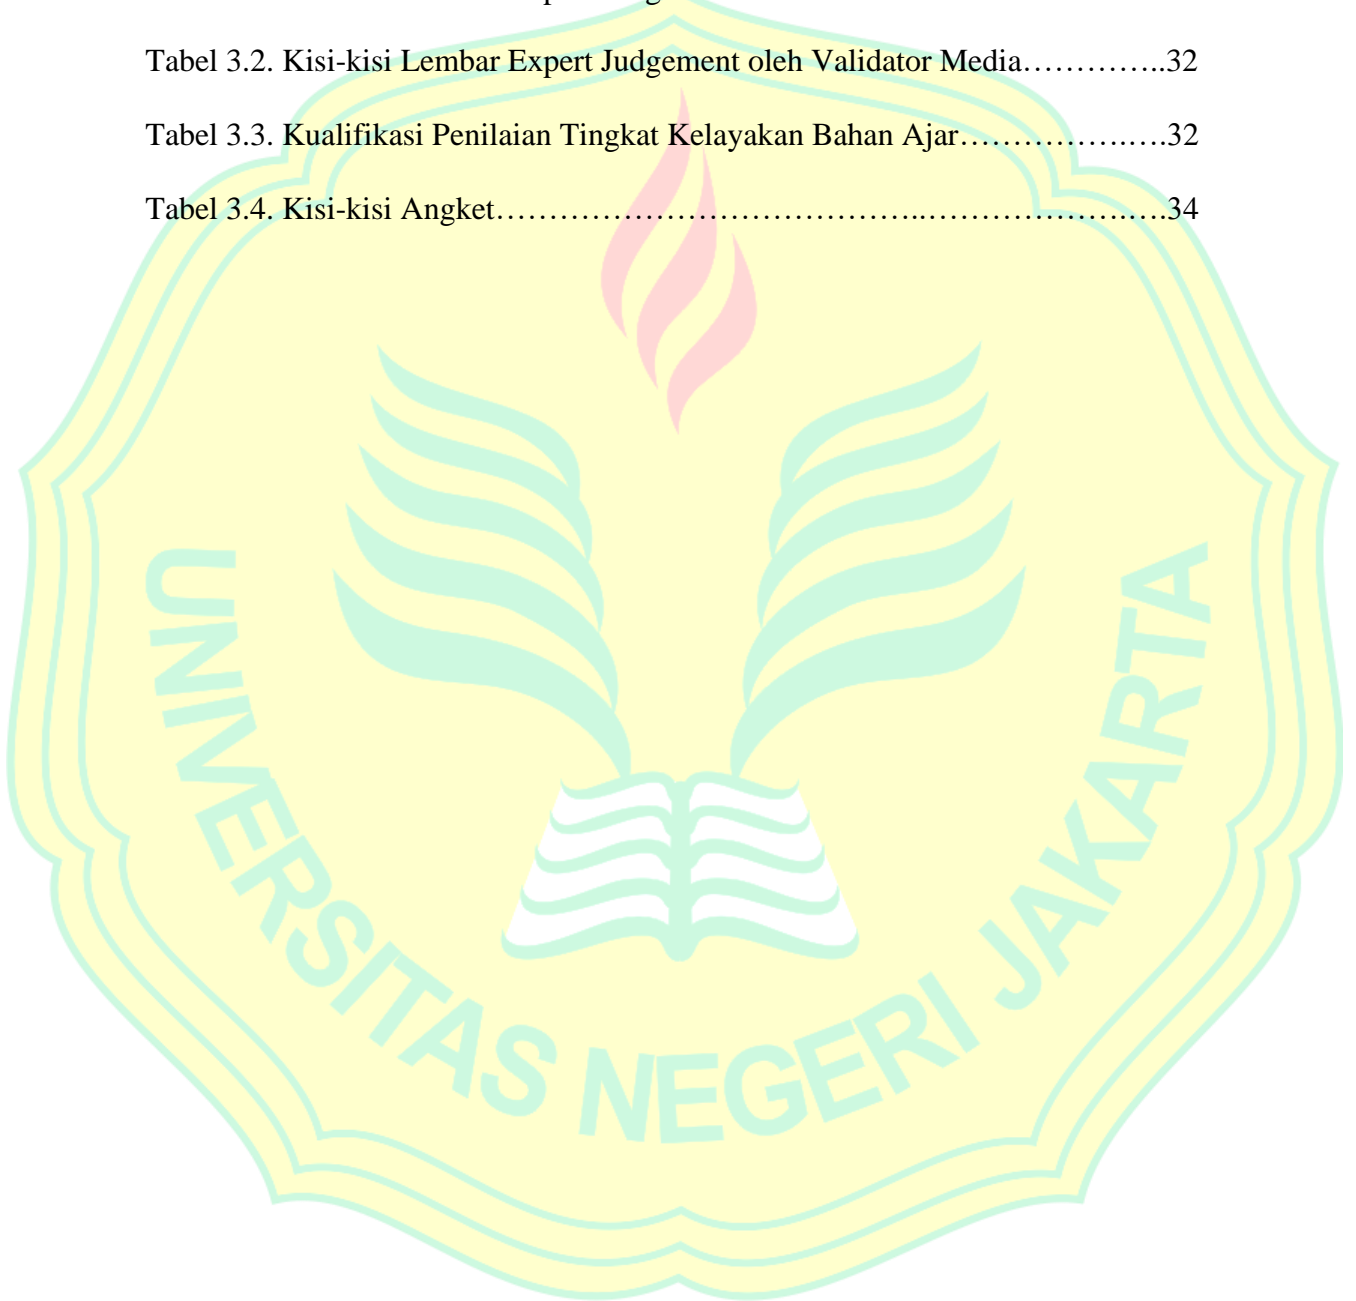 Tabel 3.2. Kisi-kisi Lembar Expert Judgement oleh Validator Media…………..32
Tabel 3.3. Kualifikasi Penilaian Tingkat Kelayakan Bahan Ajar……………..….32
Tabel 3.4. Kisi-kisi Angket…………………………………..…………………….34
UNIVERSITAS NEGERI JAKARTA